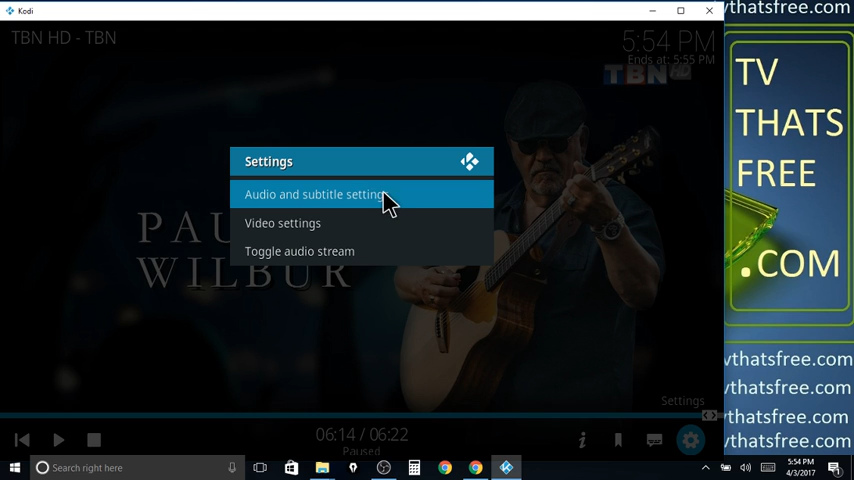 Kodi
TBN HD - TBN
5:54 PM
Ends at: 5:55 PM
TBN HD
Settings
Audio and subtitle settings
Video settings
Toggle audio stream
WILBUR
Settings
06:14 / 06:22
Paused
Search here
5:54 PM
4/3/2017
vthatsfree.com
TV
THATS
FREE
.COM
vthatsfree.com
vthatsfree.com
vthatsfree.com
vthatsfree.com